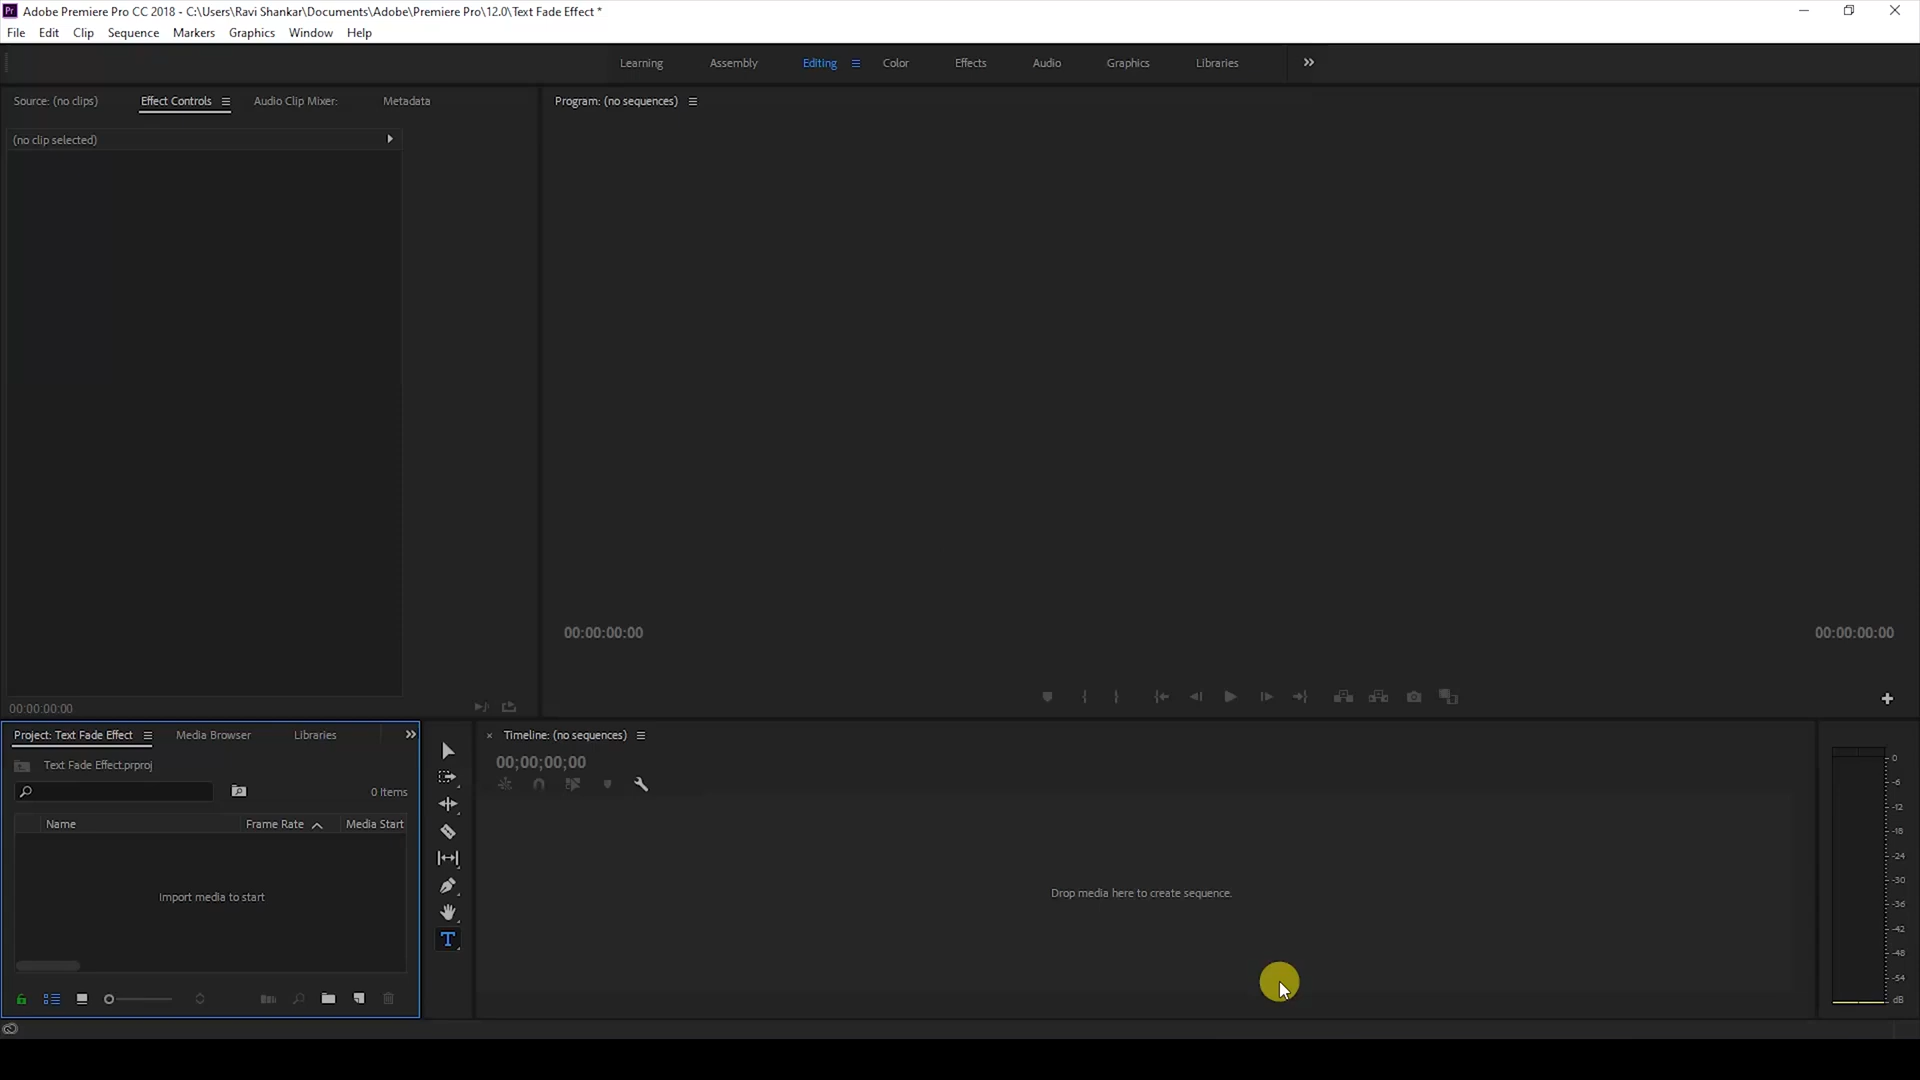 Pr Adobe Premiere Pro CC 2018 - C:\Users\Ravi Shankar\Documents\Adobe\Premiere Pro\12.0\Text Fade Effect *
File Edit Clip Sequence Markers Graphics Window Help
Learning Assembly Editing Color Effects Audio Graphics Libraries
Source: (no clips) Effect Controls Audio Clip Mixer: Metadata Program: (no sequences)
(no clip selected)
00:00:00:00 00:00:00:00
00:00:00:00
Project: Text Fade Effect Media Browser Libraries Timeline: (no sequences)
Text Fade Effect.prproj 00;00;00;00
0 Items
Name Frame Rate Media Start
Import media to start
Drop media here to create sequence.
0
-6
-12
-18
-24
-30
-36
-42
-48
-54
dB